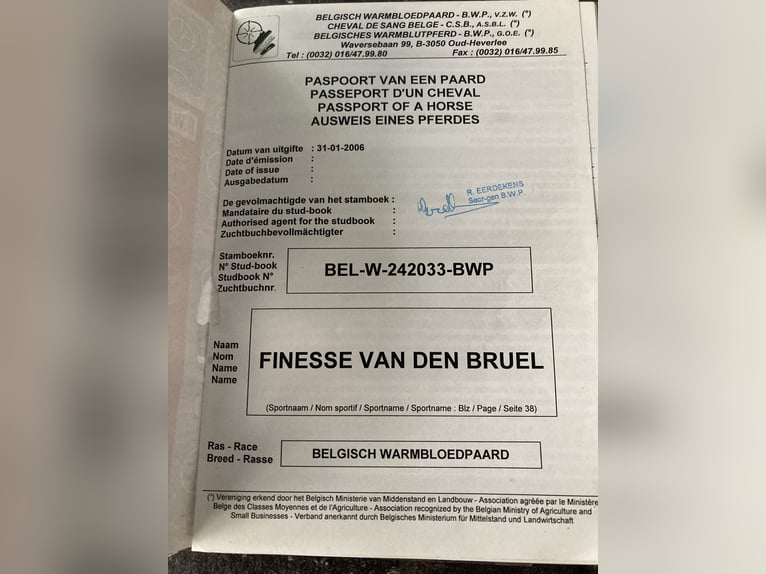 BELGISCH WARMBLOEDPAARD - B.W.P., V.Z.W. (*)
CHEVAL DE SANG BELGE - C.S.B., A.S.B.L. (*)
BELGISCHES WARMBLUTPFERD - B.W.P., G.O.E. (*)
Waversebaan 99, B-3050 Oud-Heverlee
Tel : (0032) 016/47.99.80 Fax : (0032) 016/47.99.85
PASPOORT VAN EEN PAARD
PASSEPORT D'UN CHEVAL
PASSPORT OF A HORSE
AUSWEIS EINES PFERDES
Datum van uitgifte : 31-01-2006
Date d'émission :
Date of issue :
Ausgabedatum :
De gevolmachtigde van het stamboek :
Mandataire du stud-book :
Authorised agent for the studbook :
Zuchtbuchbevollmächtigter :
R. EERDEKENS
Secr-gen B.W.P.
Stamboeknr.
N° Stud-book
Studbook N°
Zuchtbuchnr.
BEL-W-242033-BWP
Naam
Nom
Name
Name
FINESSE VAN DEN BRUEL
(Sportnaam / Nom sportif / Sportname / Sportname : Blz / Page / Seite 38)
Ras - Race
Breed - Rasse
BELGISCH WARMBLOEDPAARD
(*) Vereniging erkend door het Belgisch Ministerie van Middenstand en Landbouw - Association agréée par le Ministère
Belge des Classes Moyennes et de l'Agriculture - Association recognized by the Belgian Ministry of Agriculture and
Small Businesses - Verband anerkannt durch Belgisches Ministerium für Mittelstand und Landwirtschaft